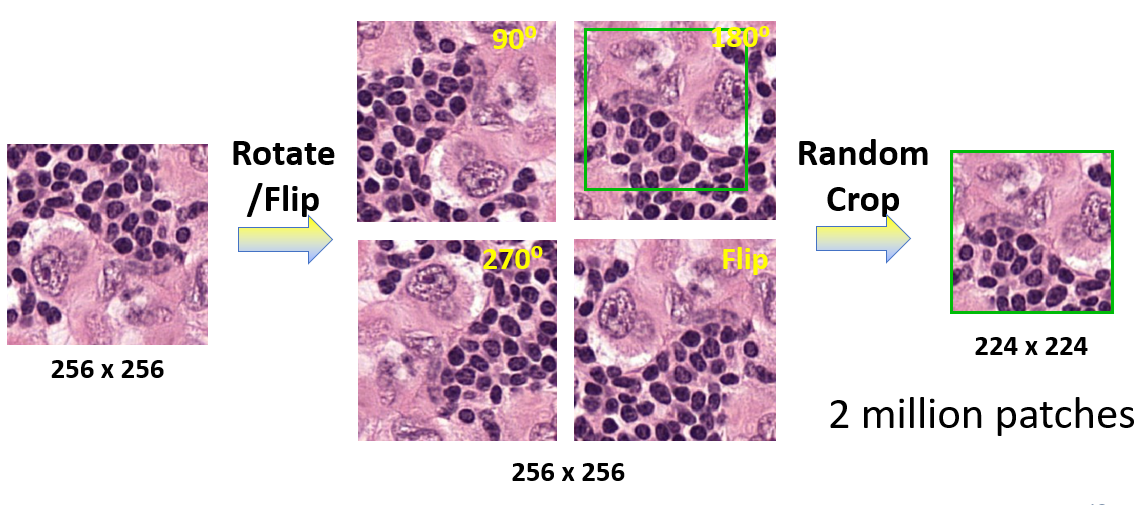 Rotate
/Flip
90⁰
180⁰
270⁰
Flip
Random
Crop
256 x 256
256 x 256
224 x 224
2 million patches